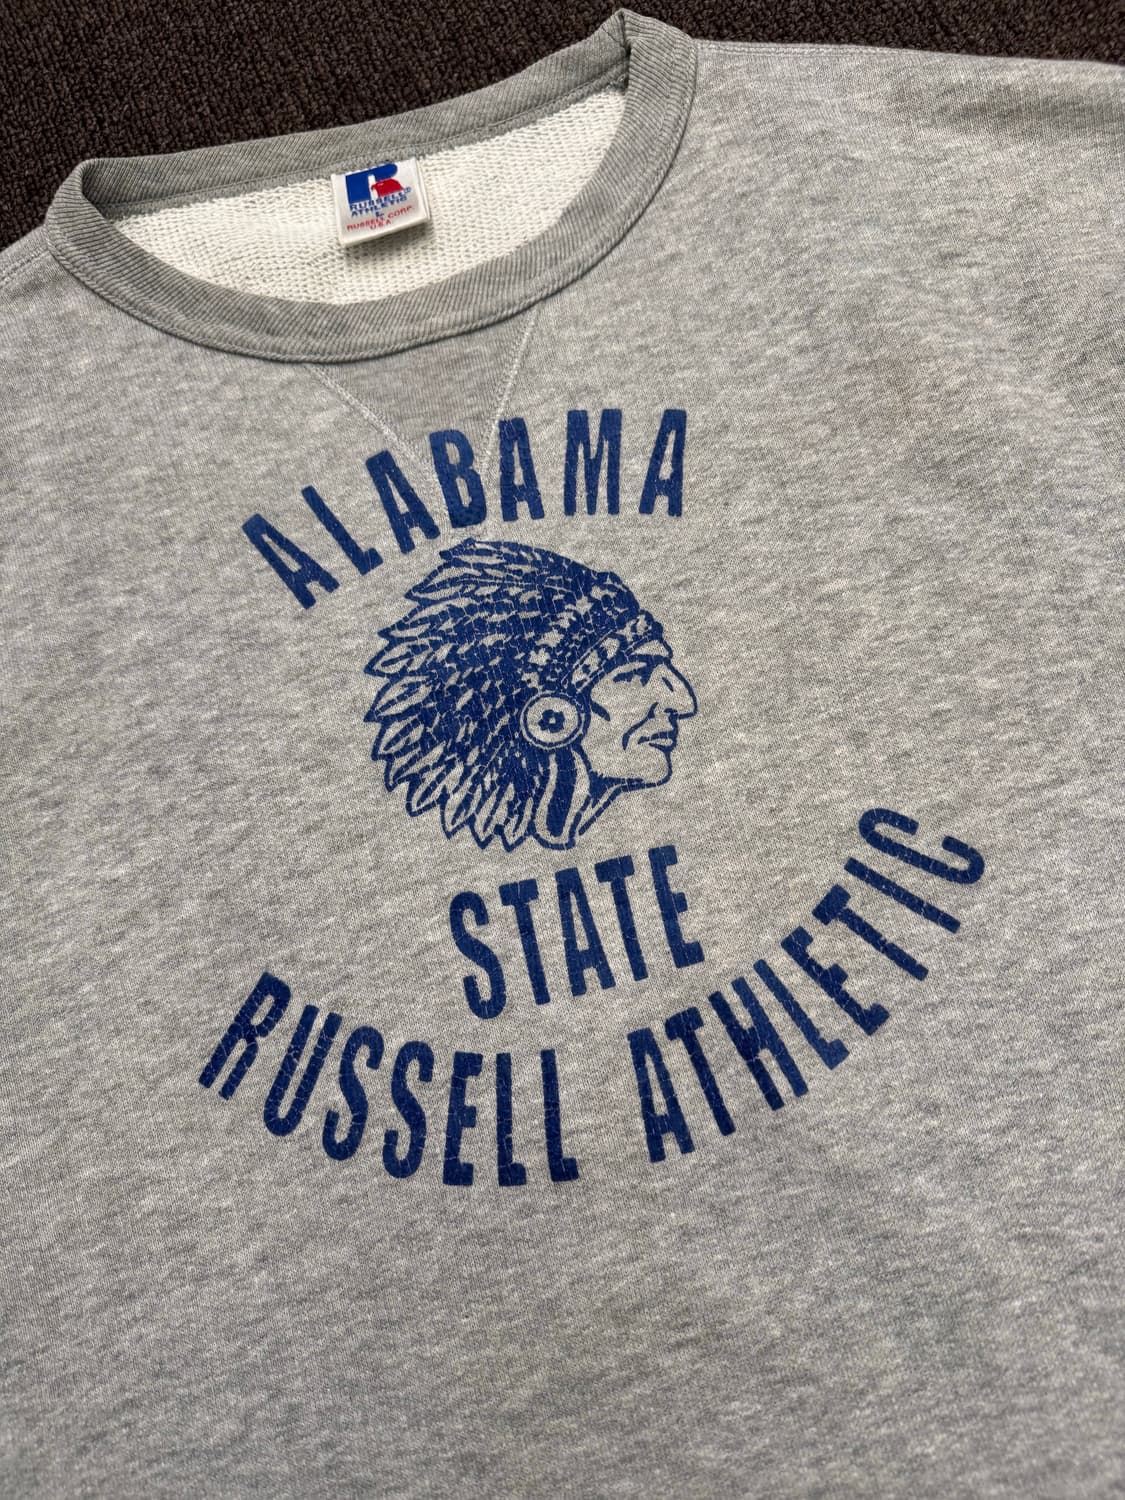 RUSSELL®
ATHLETIC
RUSSELL CORP.
U.S.A.
ALABAMA
STATE
RUSSELL ATHLETIC